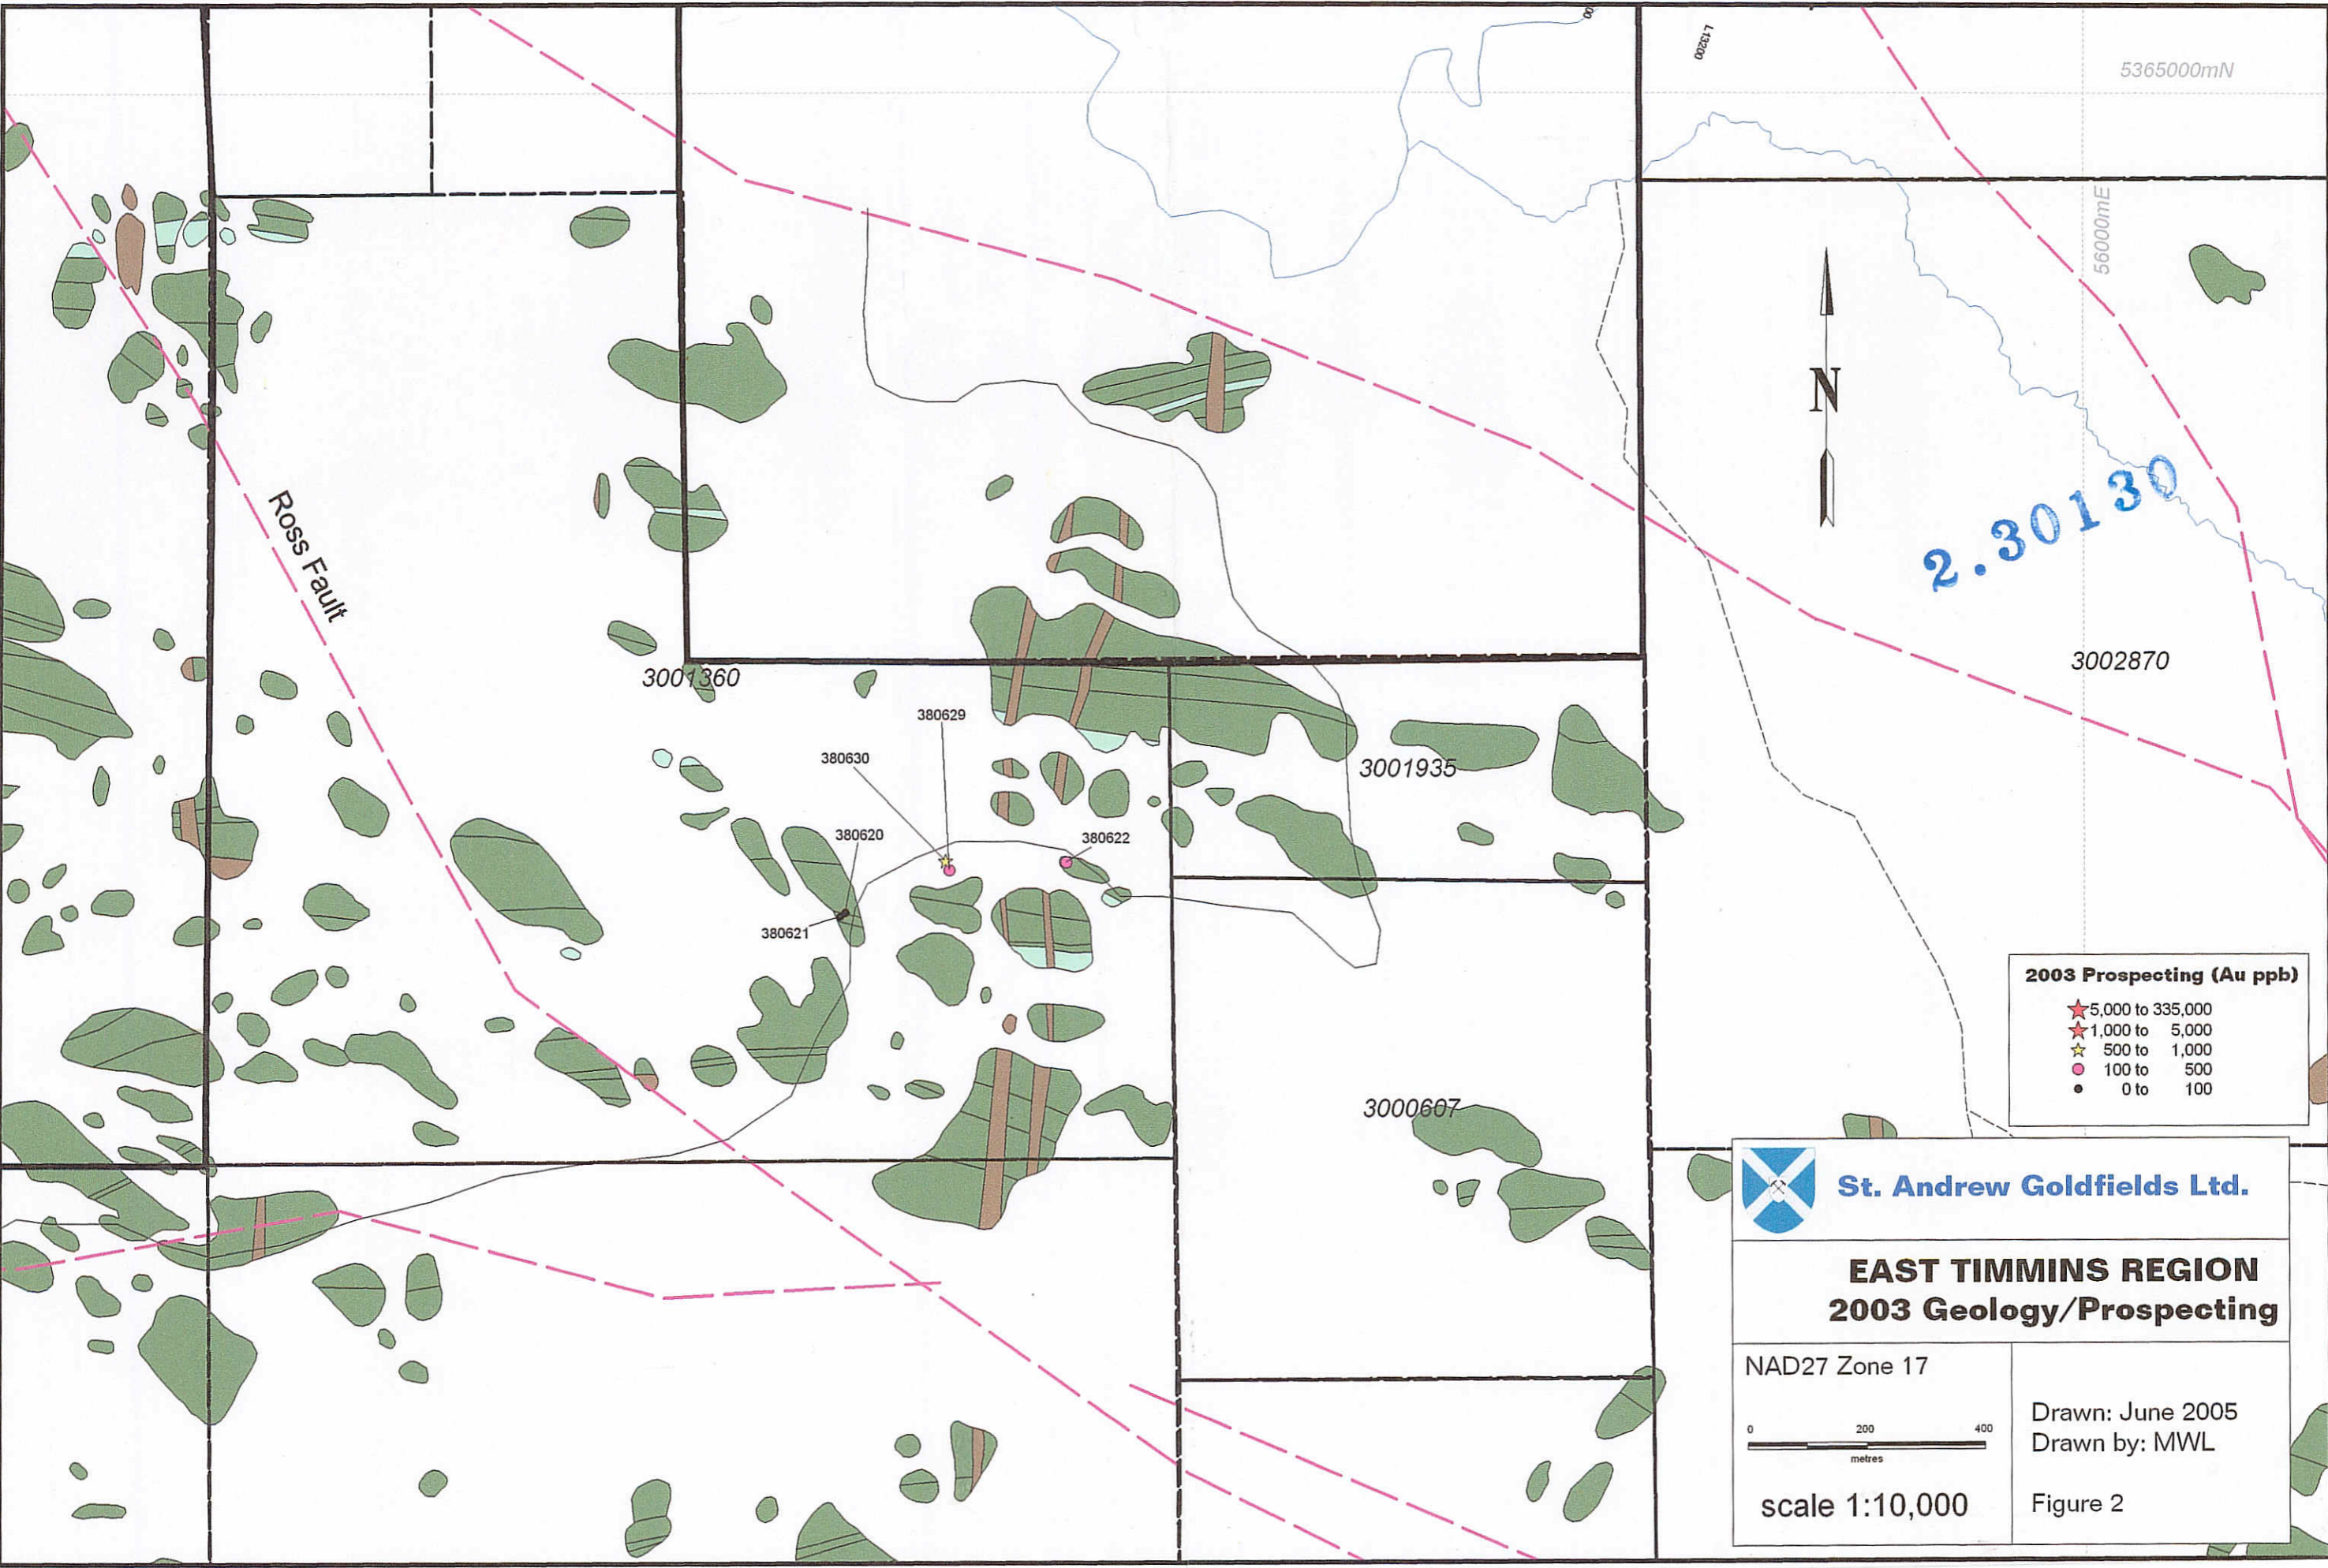 00
L13200
5365000mN
560000mE
N
2.30130
Ross Fault
3001360
3002870
380629
380630
3001935
380620
380622
380621
3000607
2003 Prospecting (Au ppb)
5,000 to 335,000
1,000 to 5,000
500 to 1,000
100 to 500
0 to 100
St. Andrew Goldfields Ltd.
EAST TIMMINS REGION
2003 Geology/Prospecting
NAD27 Zone 17
0 200 400
metres
scale 1:10,000
Drawn: June 2005
Drawn by: MWL
Figure 2